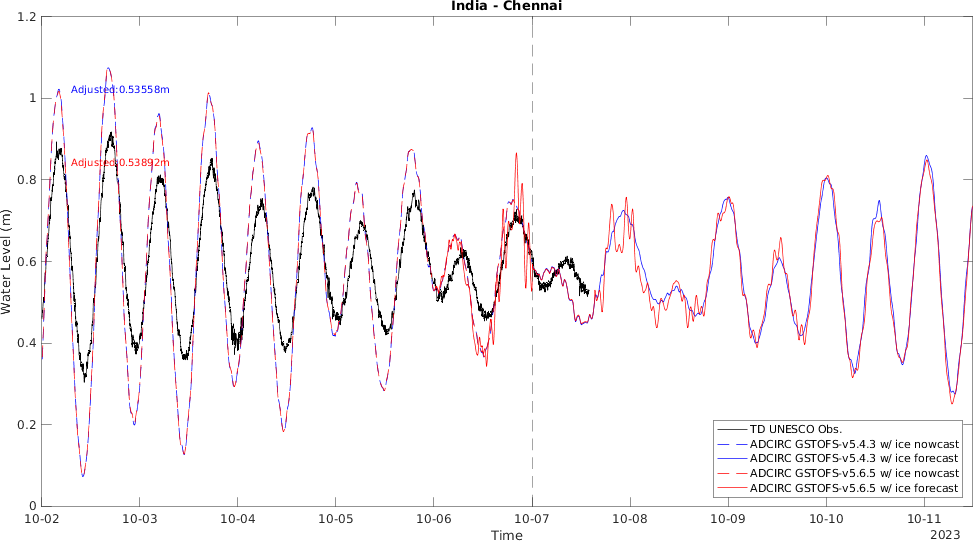 India - Chennai
1.2
1
0.8
0.6
0.4
0.2
0
Water Level (m)
Adjusted:0.53558m
Adjusted:0.53892m
TD UNESCO Obs.
ADCIRC GSTOFS-v5.4.3 w/ ice nowcast
ADCIRC GSTOFS-v5.4.3 w/ ice forecast
ADCIRC GSTOFS-v5.6.5 w/ ice nowcast
ADCIRC GSTOFS-v5.6.5 w/ ice forecast
10-02 10-03 10-04 10-05 10-06 10-07 10-08 10-09 10-10 10-11
Time
2023